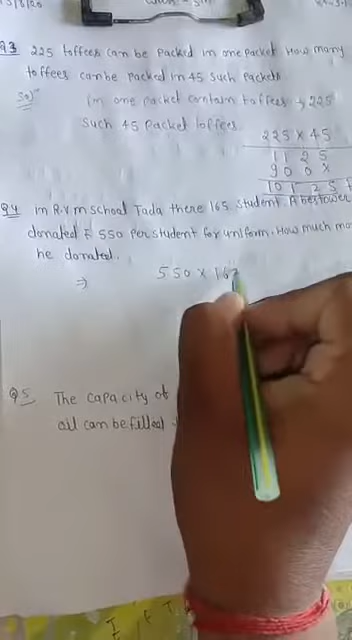 Q3 225 toffees can be packed in one packet How many
toffees can be packed in 45 such packets
Solⁿ in one packet contain toffees → 225
such 45 packet toffees
225 × 45
1125
900×
10125
Q4 in R.V.M school Tada there 165 student. A bestower
donated ₹ 550 per student for uniform. How much
he donated.
⇒ 550 × 16
Q5 The capacity of
oil can be filled